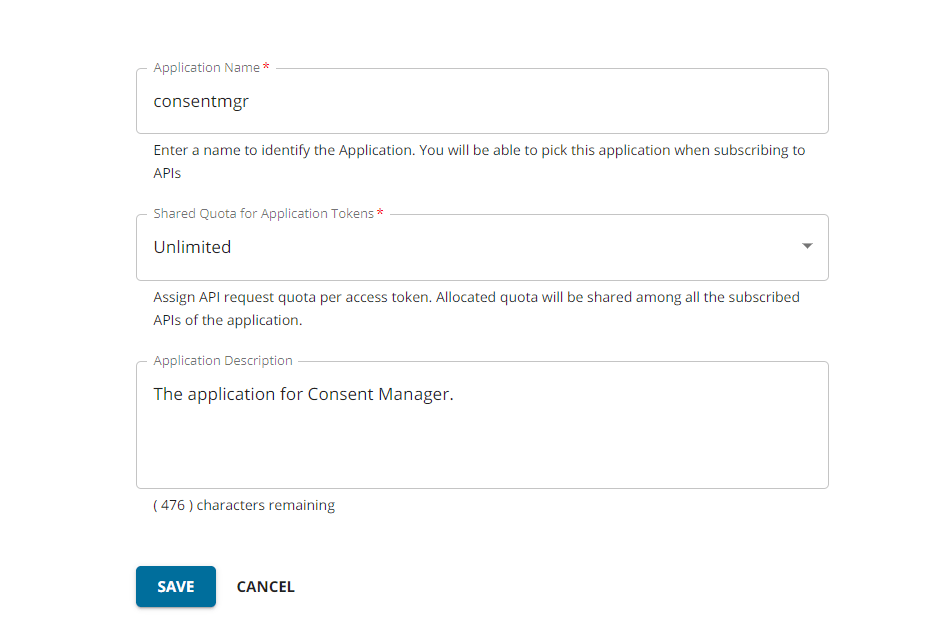 Application Name *
consentmgr
Enter a name to identify the Application. You will be able to pick this application when subscribing to
APIs
Shared Quota for Application Tokens *
Unlimited
Assign API request quota per access token. Allocated quota will be shared among all the subscribed
APIs of the application.
Application Description
The application for Consent Manager.
( 476 ) characters remaining
SAVE CANCEL